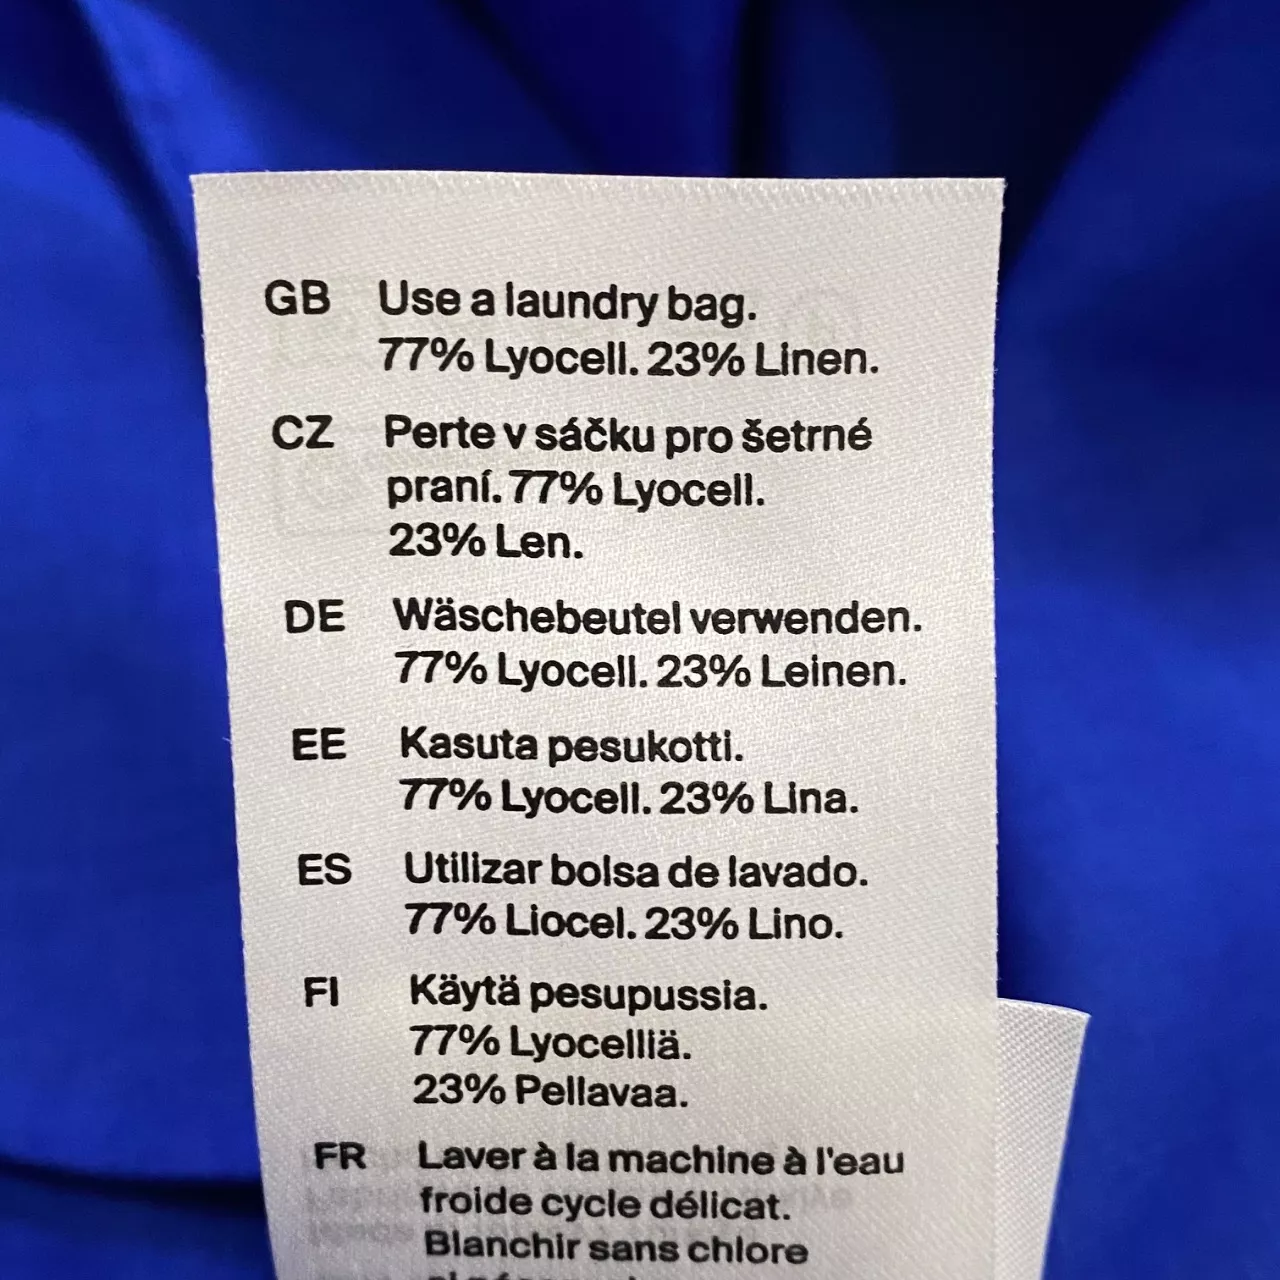 GB Use a laundry bag.
77% Lyocell. 23% Linen.
CZ Perte v sáčku pro šetrné
praní. 77% Lyocell.
23% Len.
DE Wäschebeutel verwenden.
77% Lyocell. 23% Leinen.
EE Kasuta pesukotti.
77% Lyocell. 23% Lina.
ES Utilizar bolsa de lavado.
77% Liocel. 23% Lino.
FI Käytä pesupussia.
77% Lyocelliä.
23% Pellavaa.
FR Laver à la machine à l'eau
froide cycle délicat.
Blanchir sans chlore